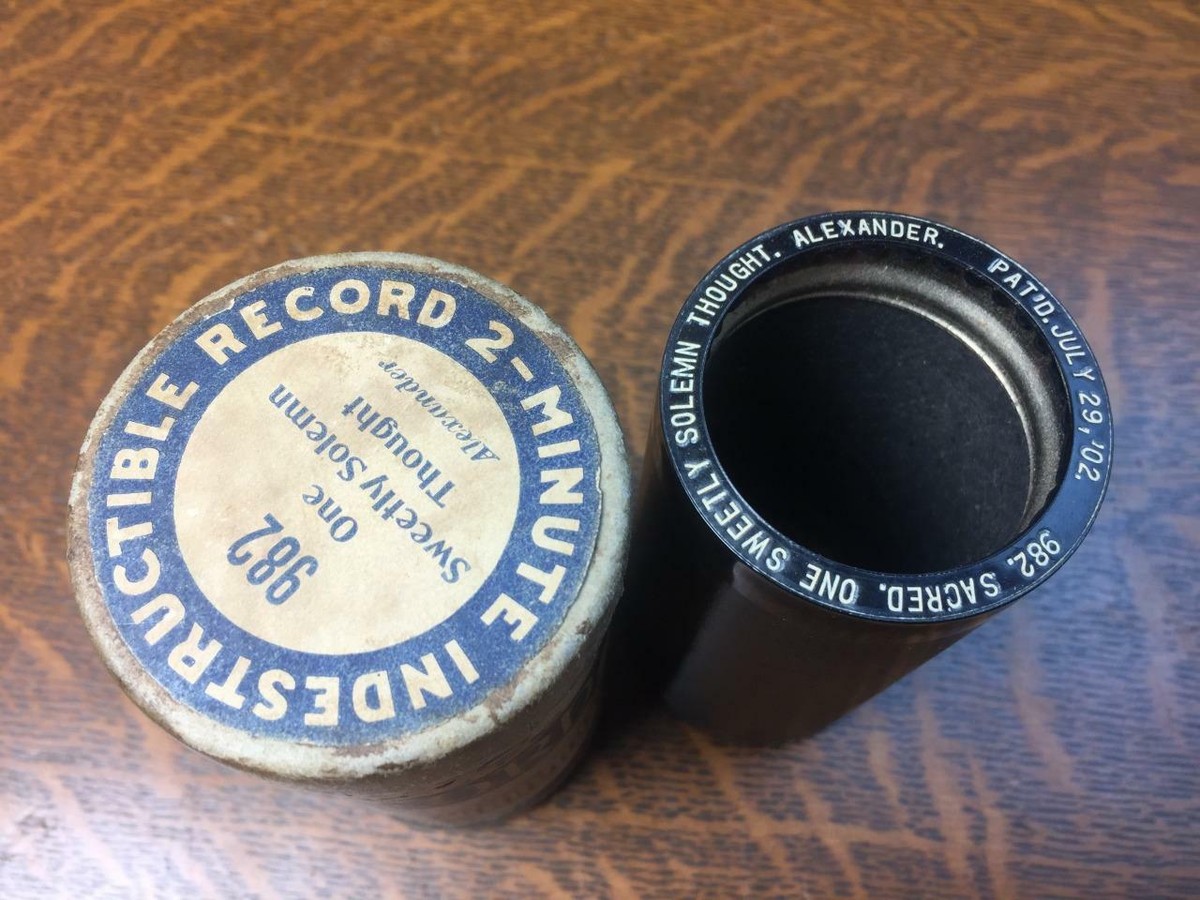 INDESTRUCTIBLE RECORD 2-MINUTE
982
One
Sweetly Solemn
Thought
Alexander
982. SACRED. ONE SWEETLY SOLEMN THOUGHT. ALEXANDER. PAT'D. JULY 29, '02